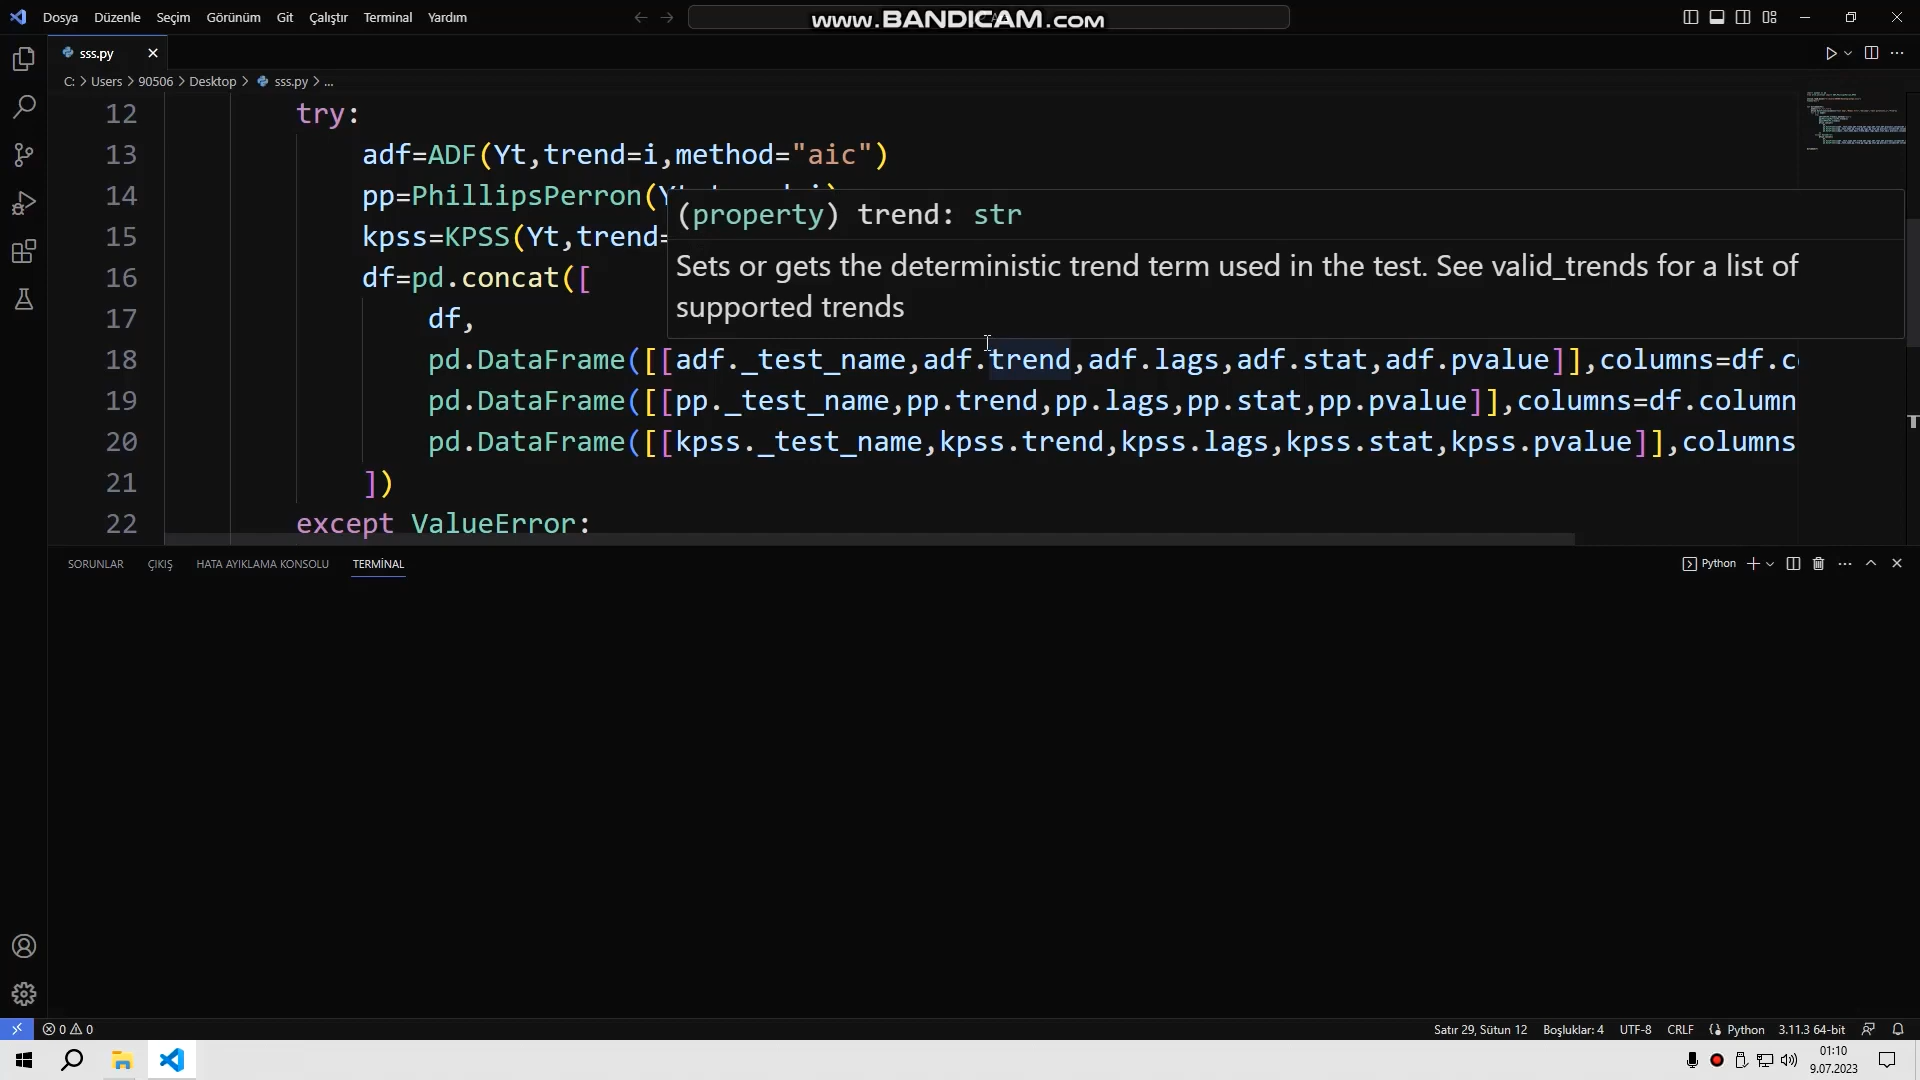 Dosya Düzenle Seçim Görünüm Git Çalıştır Terminal Yardım
www.BANDICAM.com
sss.py
C: > Users > 90506 > Desktop > sss.py > ...
12 try:
13 adf=ADF(Yt,trend=i,method="aic")
14 pp=PhillipsPerron(
15 kpss=KPSS(Yt,trend=
16 df=pd.concat([
17 df,
18 pd.DataFrame([[adf._test_name,adf.trend,adf.lags,adf.stat,adf.pvalue]],columns=df.c
19 pd.DataFrame([[pp._test_name,pp.trend,pp.lags,pp.stat,pp.pvalue]],columns=df.column
20 pd.DataFrame([[kpss._test_name,kpss.trend,kpss.lags,kpss.stat,kpss.pvalue]],columns
21 ])
22 except ValueError:
(property) trend: str
Sets or gets the deterministic trend term used in the test. See valid_trends for a list of
supported trends
SORUNLAR ÇIKIŞ HATA AYIKLAMA KONSOLU TERMİNAL
Python
0 0
Satır 29, Sütun 12 Boşluklar: 4 UTF-8 CRLF Python 3.11.3 64-bit
01:10
9.07.2023